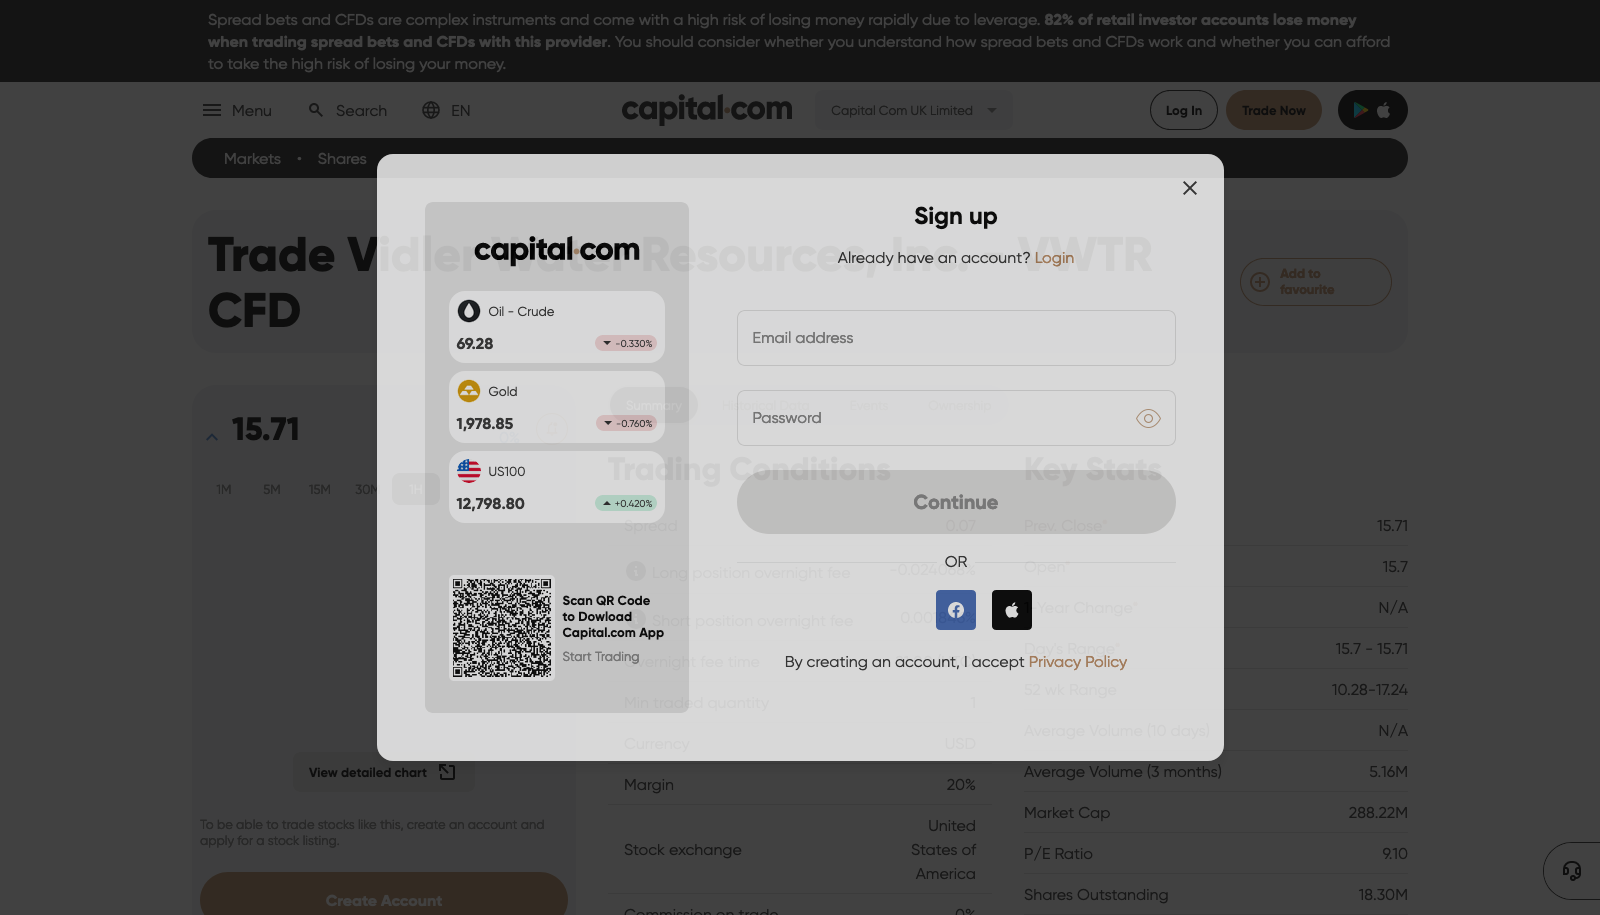 Spread bets and CFDs are complex instruments and come with a high risk of losing money rapidly due to leverage. 82% of retail investor accounts lose money
when trading spread bets and CFDs with this provider. You should consider whether you understand how spread bets and CFDs work and whether you can afford
to take the high risk of losing your money.
Menu
Search
EN
capital.com
Capital Com UK Limited
Log In
Trade Now
Markets • Shares
Trade Vidler Water Resources, Inc. - VWTR
CFD
Add to
favourite
Sign up
Already have an account? Login
Email address
Password
Continue
OR
By creating an account, I accept Privacy Policy
capital.com
Oil - Crude
69.28
-0.330%
Gold
1,978.85
-0.760%
US100
12,798.80
+0.420%
Scan QR Code
to Dowload
Capital.com App
Start Trading
15.71
1M 5M 15M 30M 1H
View detailed chart
To be able to trade stocks like this, create an account and
apply for a stock listing.
Create Account
Summary
Trading Conditions
Spread 0.07
Long position overnight fee
Short position overnight fee
Overnight fee time
Min traded quantity 1
Currency USD
Margin 20%
Stock exchange
United
States of
America
Commission on trade 0%
Key Stats
Prev. Close* 15.71
Open* 15.7
1-Year Change* N/A
Day's Range* 15.7 - 15.71
52 wk Range 10.28-17.24
Average Volume (10 days) N/A
Average Volume (3 months) 5.16M
Market Cap 288.22M
P/E Ratio 9.10
Shares Outstanding 18.30M